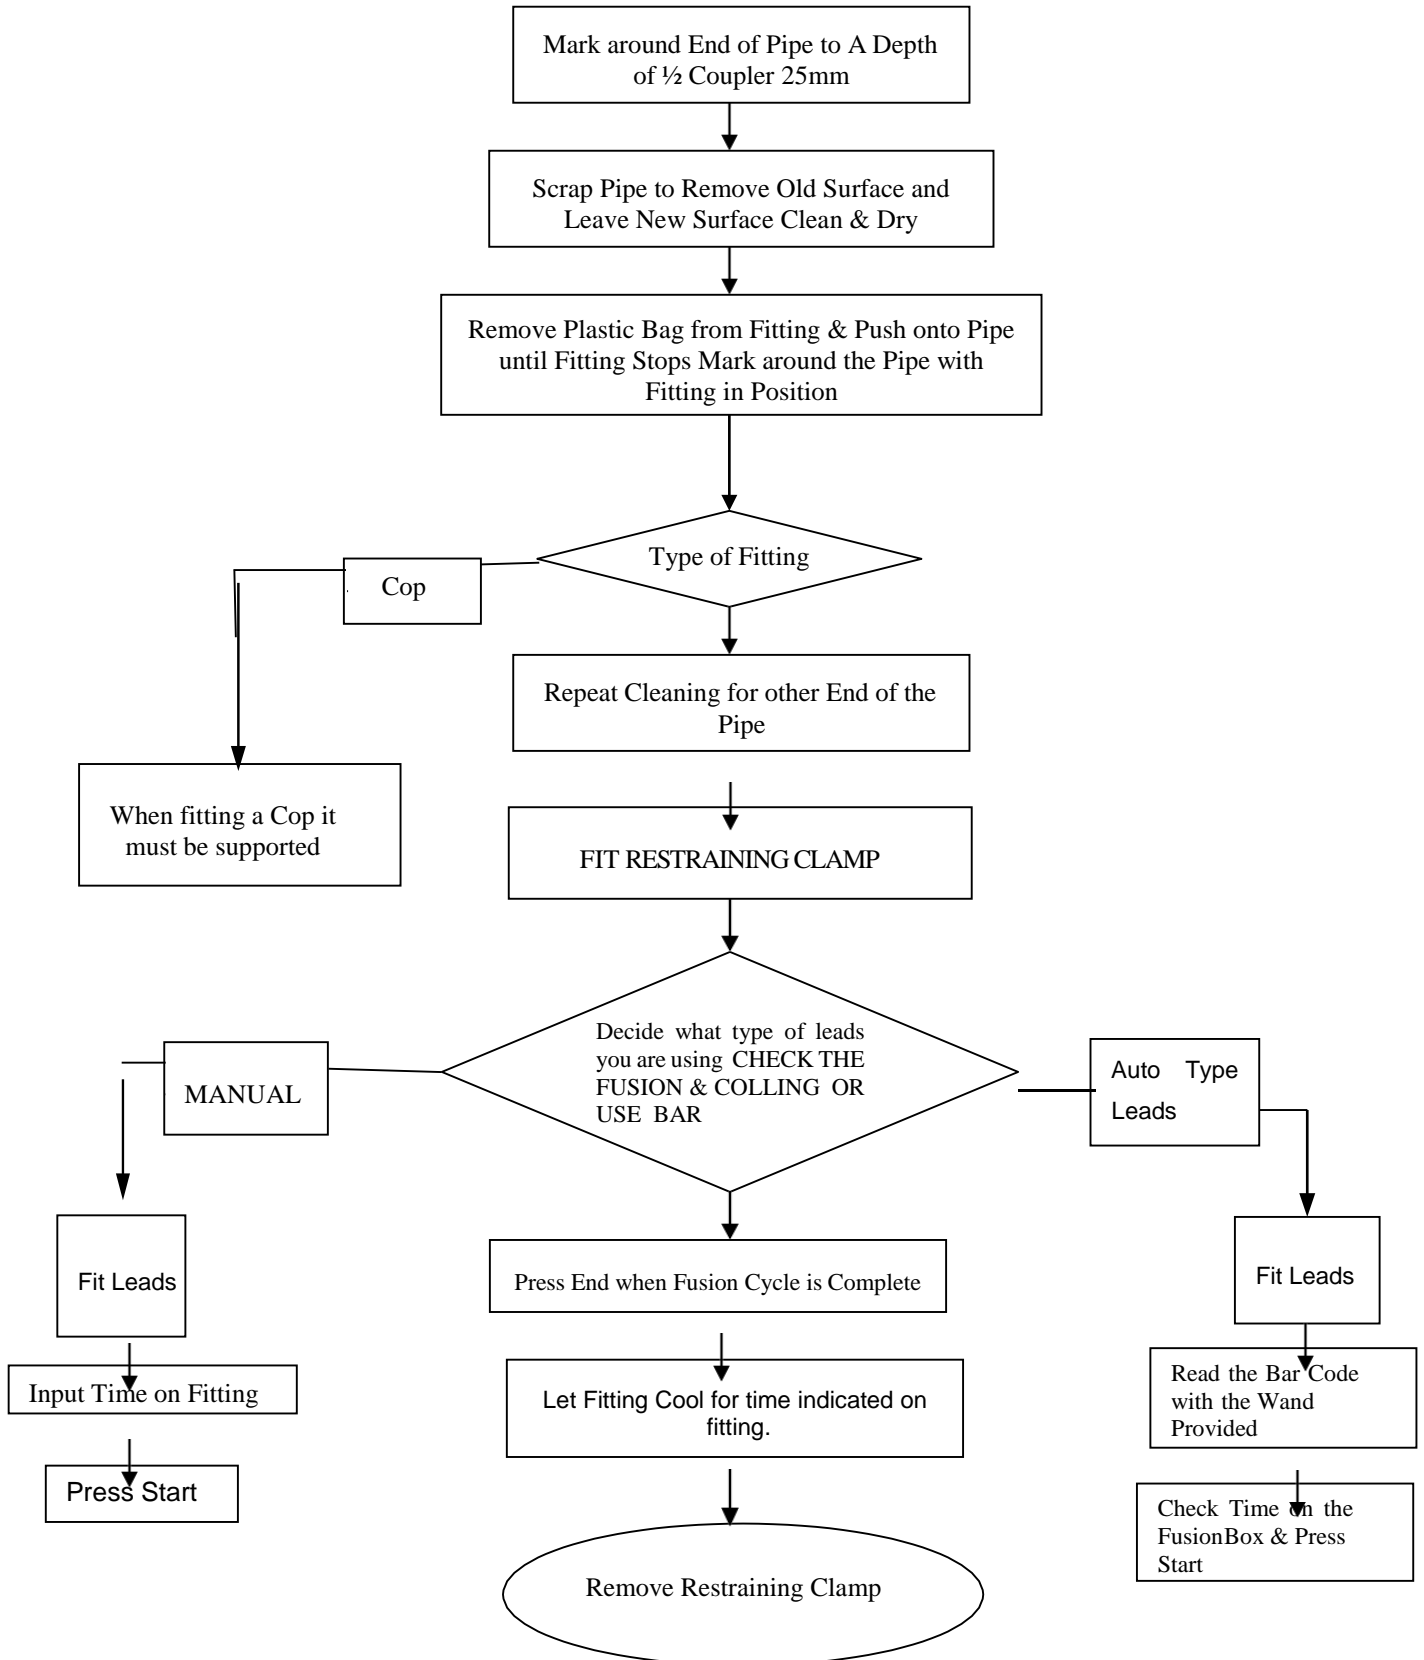 Mark around End of Pipe to A Depth
of ½ Coupler 25mm
Scrap Pipe to Remove Old Surface and
Leave New Surface Clean & Dry
Remove Plastic Bag from Fitting & Push onto Pipe
until Fitting Stops Mark around the Pipe with
Fitting in Position
Type of Fitting
Cop
Repeat Cleaning for other End of the
Pipe
When fitting a Cop it
must be supported
FIT RESTRAINING CLAMP
Decide what type of leads
you are using CHECK THE
FUSION & COLLING OR
USE BAR
MANUAL
Auto Type
Leads
Fit Leads
Input Time on Fitting
Press Start
Press End when Fusion Cycle is Complete
Let Fitting Cool for time indicated on
fitting.
Remove Restraining Clamp
Fit Leads
Read the Bar Code
with the Wand
Provided
Check Time on the
FusionBox & Press
Start